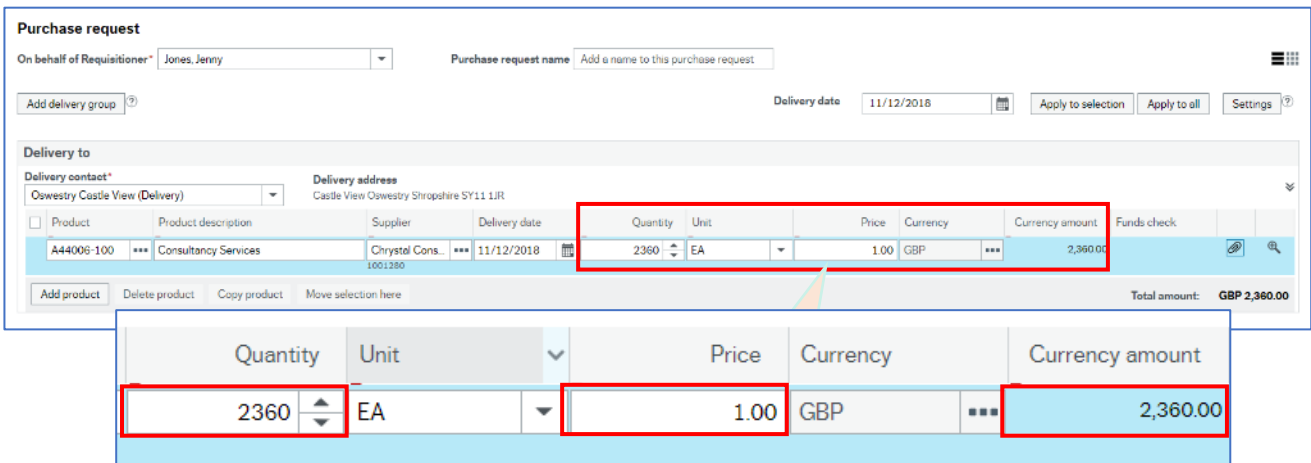 Purchase request
On behalf of Requisitioner* Jones, Jenny Purchase request name Add a name to this purchase request
Add delivery group ? Delivery date 11/12/2018 Apply to selection Apply to all Settings ?
Delivery to
Delivery contact* Delivery address
Oswestry Castle View (Delivery) Castle View Oswestry Shropshire SY11 1JR
Product Product description Supplier Delivery date Quantity Unit Price Currency Currency amount Funds check
A44006-100 ... Consultancy Services Chrystal Cons... ... 11/12/2018 2360 EA 1.00 GBP ... 2,360.00
1001280
Add product Delete product Copy product Move selection here Total amount: GBP 2,360.00
Quantity Unit Price Currency Currency amount
2360 EA 1.00 GBP ... 2,360.00